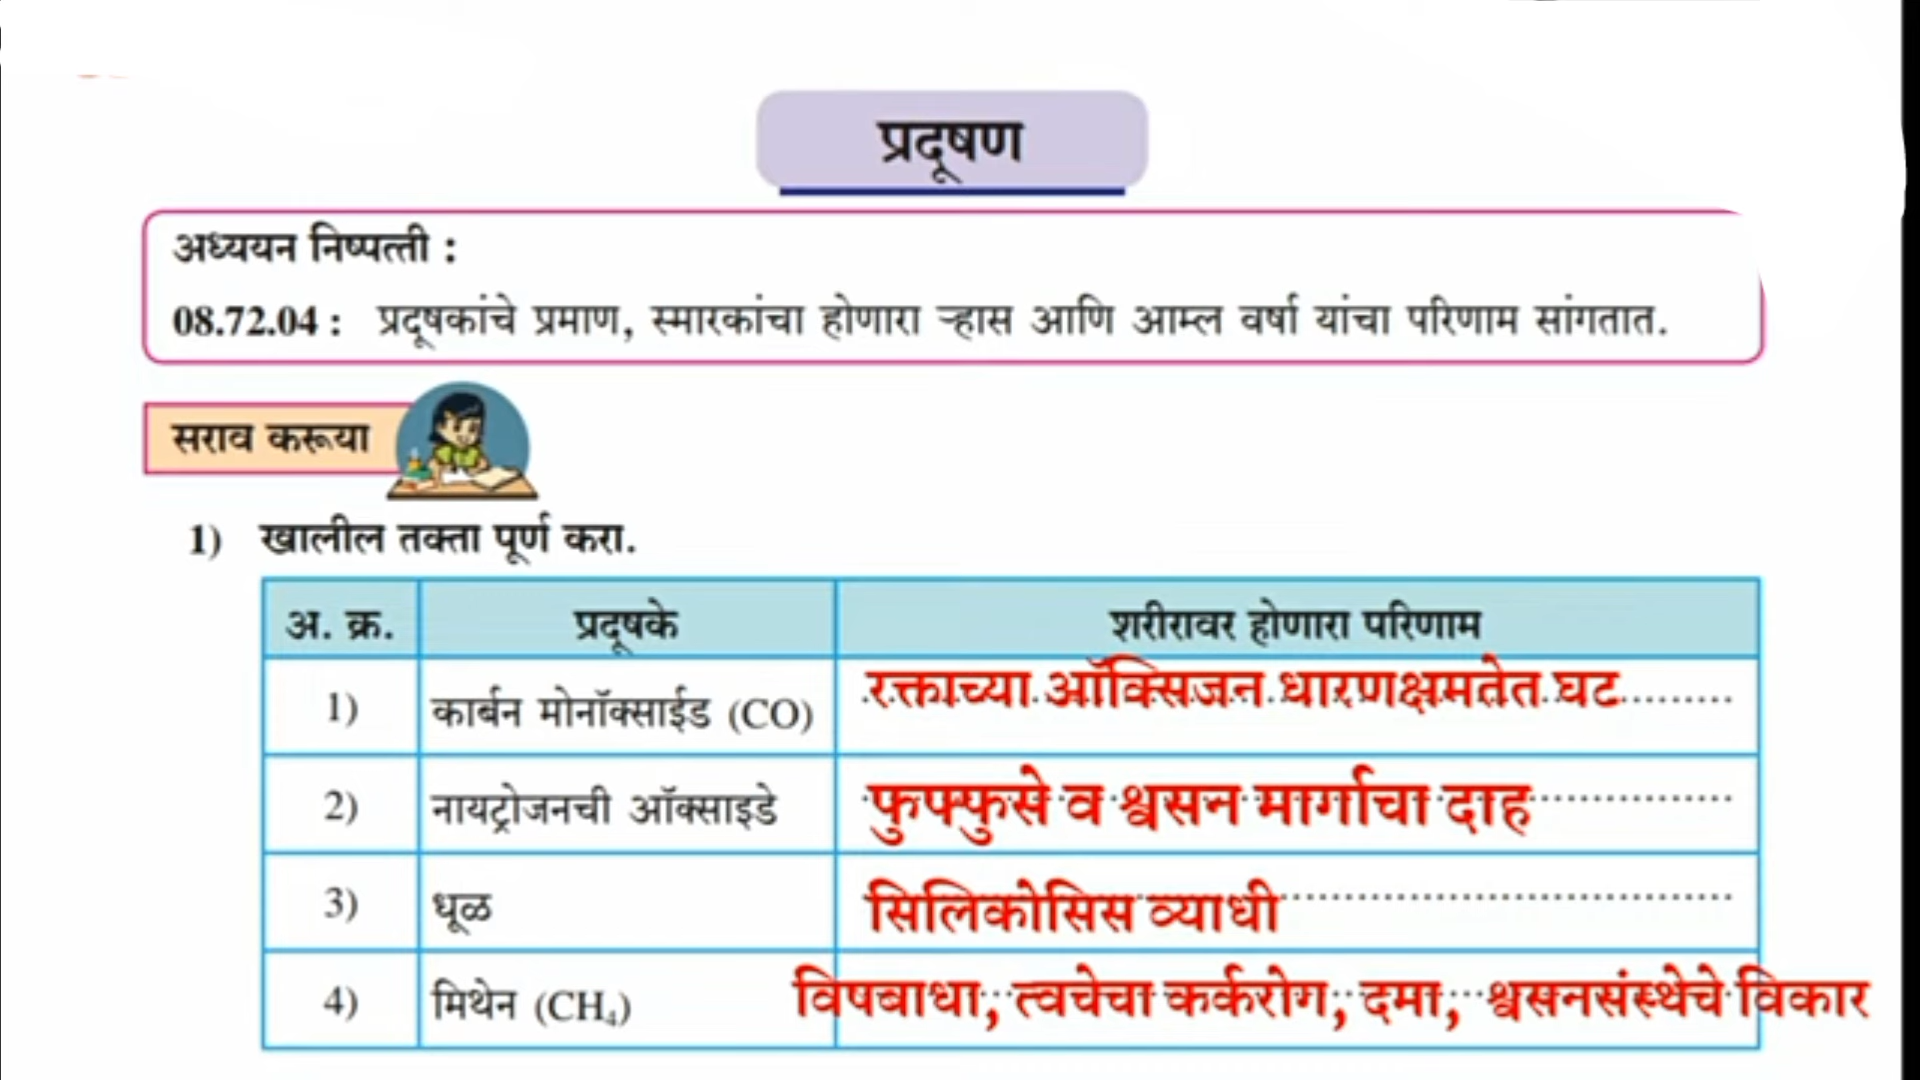 प्रदूषण
अध्ययन निष्पत्ती :
08.72.04 : प्रदूषकांचे प्रमाण, स्मारकांचा होणारा ऱ्हास आणि आम्ल वर्षा यांचा परिणाम सांगतात.
सराव करूया
1) खालील तक्ता पूर्ण करा.
अ. क्र. प्रदूषके शरीरावर होणारा परिणाम
1) कार्बन मोनॉक्साईड (CO) रक्ताच्या ऑक्सिजन धारणक्षमतेत घट
2) नायट्रोजनची ऑक्साइडे फुफ्फुसे व श्वसन मार्गाचा दाह
3) धूळ सिलिकोसिस व्याधी
4) मिथेन (CH₄) विषबाधा, त्वचेचा कर्करोग, दमा, श्वसनसंस्थेचे विकार